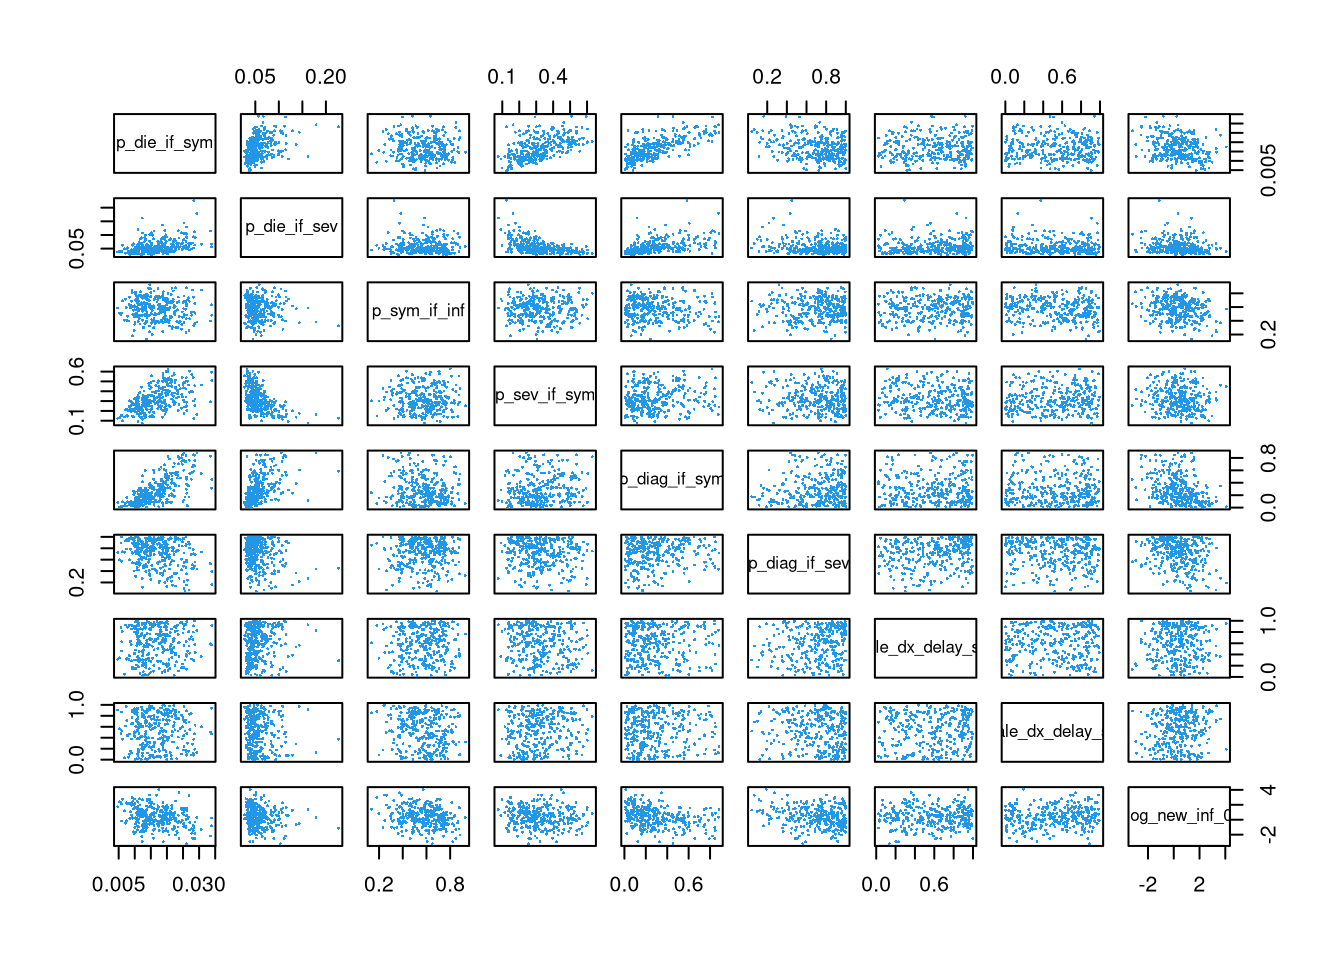 0.05 0.20 0.1 0.4 0.2 0.8 0.0 0.6
p_die_if_sym 0.005
0.05 p_die_if_sev
p_sym_if_inf 0.2
0.1 0.6 p_sev_if_sym
p_diag_if_sym 0.0 0.8
0.2 p_diag_if_sev
le_dx_delay_s 0.0 1.0
0.0 1.0 ale_dx_delay_
og_new_inf_0 -2 4
0.005 0.030 0.2 0.8 0.0 0.6 0.0 0.6 -2 2